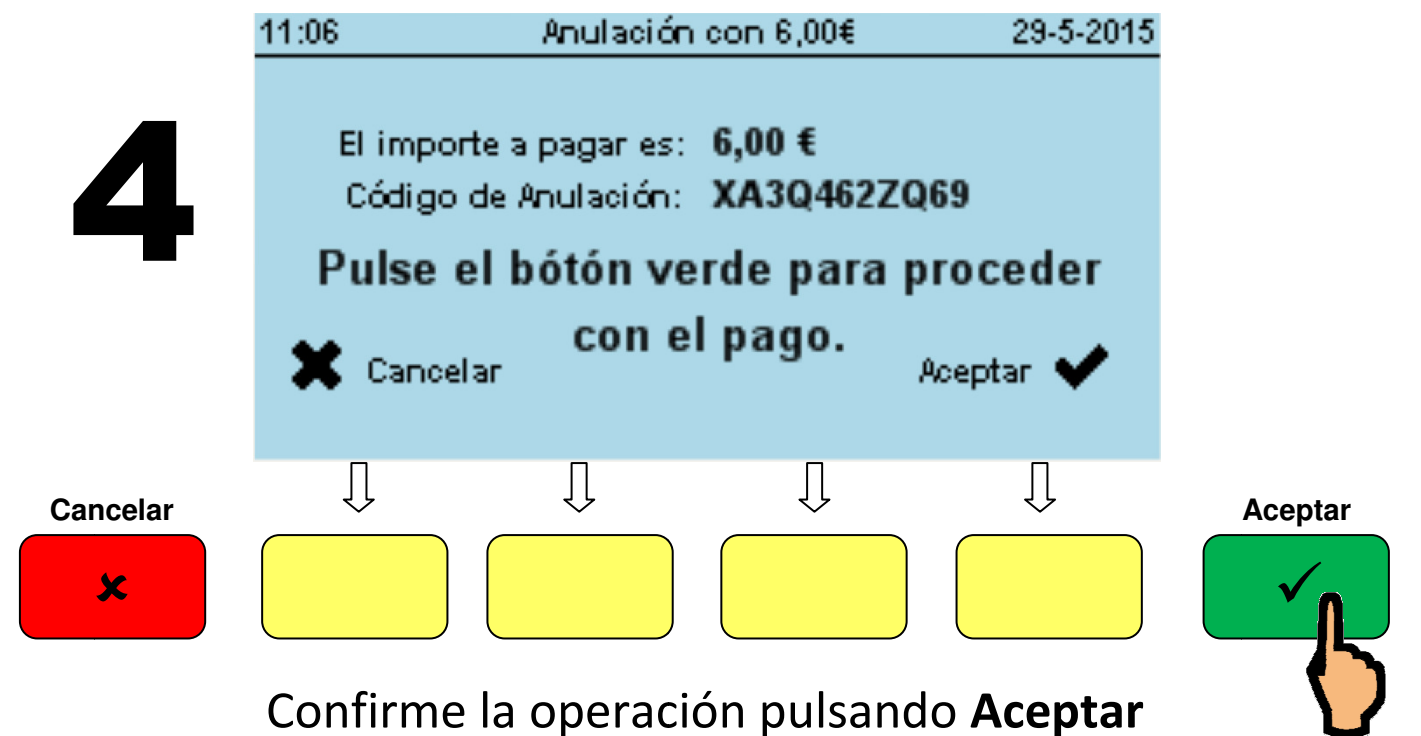 11:06 Anulación con 6,00€ 29-5-2015
4
El importe a pagar es: 6,00 €
Código de Anulación: XA3Q462ZQ69
Pulse el bótón verde para proceder
con el pago.
Cancelar Aceptar
Cancelar Aceptar
Confirme la operación pulsando Aceptar